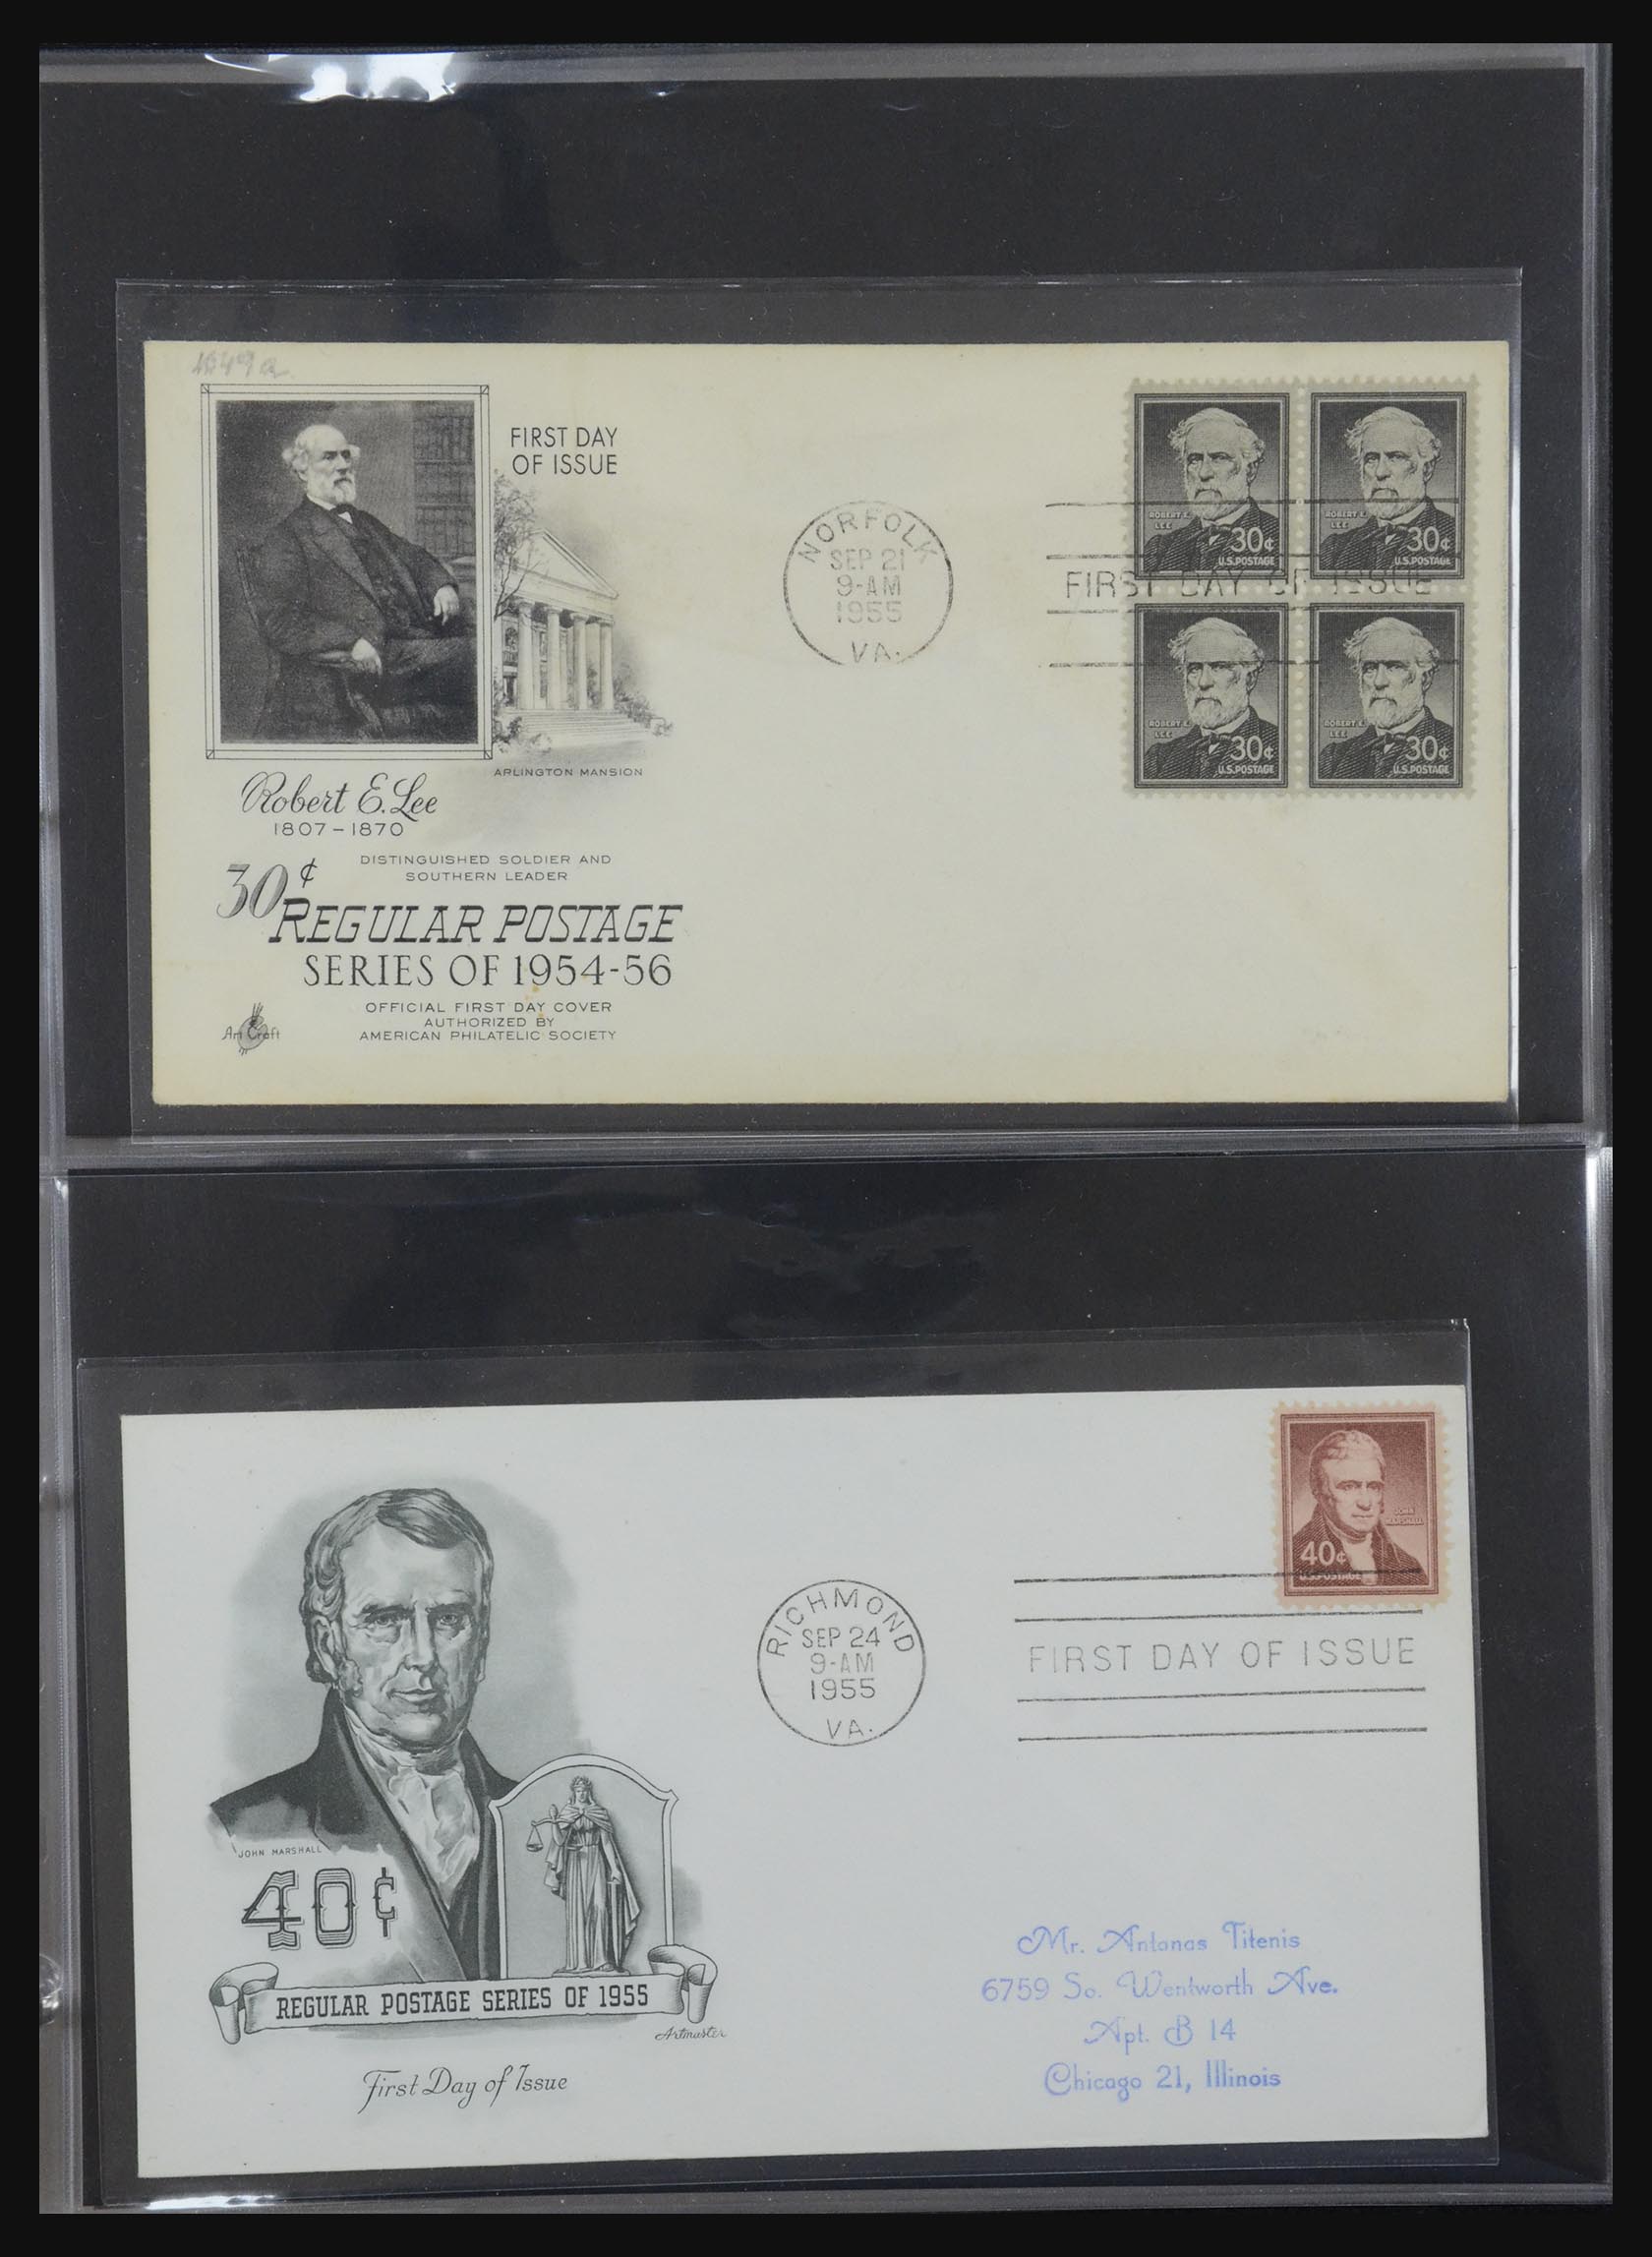 FIRST DAY
OF ISSUE
ARLINGTON MANSION
Robert E. Lee
1807-1870
DISTINGUISHED SOLDIER AND
SOUTHERN LEADER
30¢
REGULAR POSTAGE
SERIES OF 1954-56
OFFICIAL FIRST DAY COVER
AUTHORIZED BY
AMERICAN PHILATELIC SOCIETY
Art Craft
NORFOLK
SEP 21
9-AM
1955
VA.
FIRST DAY OF ISSUE
ROBERT E.
LEE
30¢
U.S.POSTAGE
ROBERT E.
LEE
30¢
U.S.POSTAGE
ROBERT E.
LEE
30¢
U.S.POSTAGE
ROBERT E.
LEE
30¢
U.S.POSTAGE
JOHN
MARSHALL
40¢
U.S.POSTAGE
RICHMOND
SEP 24
9-AM
1955
VA.
FIRST DAY OF ISSUE
JOHN MARSHALL
40¢
REGULAR POSTAGE SERIES OF 1955
Artmaster
First Day of Issue
Mr. Antanas Titenis
6759 So. Wentworth Ave.
Apt. B 14
Chicago 21, Illinois